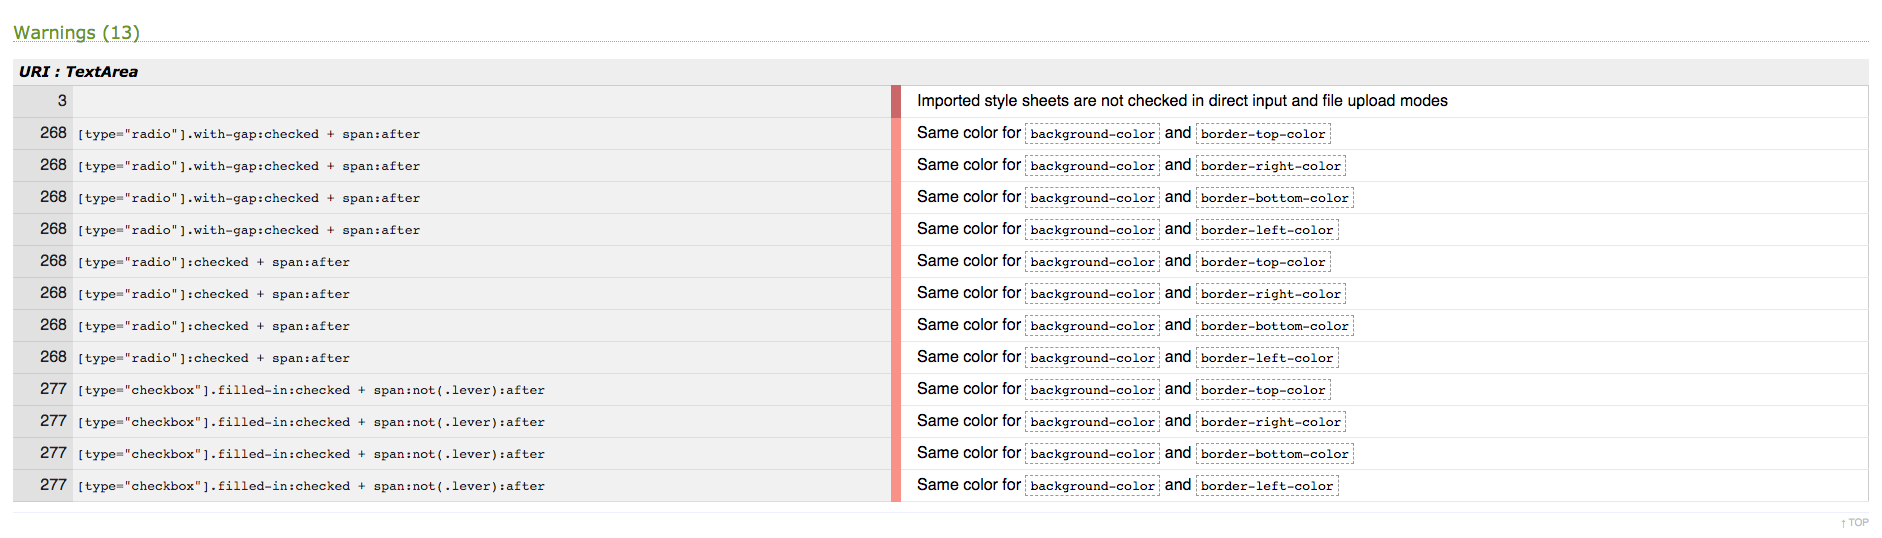 Warnings (13)
URI : TextArea
3 Imported style sheets are not checked in direct input and file upload modes
268 [type="radio"].with-gap:checked + span:after Same color for background-color and border-top-color
268 [type="radio"].with-gap:checked + span:after Same color for background-color and border-right-color
268 [type="radio"].with-gap:checked + span:after Same color for background-color and border-bottom-color
268 [type="radio"].with-gap:checked + span:after Same color for background-color and border-left-color
268 [type="radio"]:checked + span:after Same color for background-color and border-top-color
268 [type="radio"]:checked + span:after Same color for background-color and border-right-color
268 [type="radio"]:checked + span:after Same color for background-color and border-bottom-color
268 [type="radio"]:checked + span:after Same color for background-color and border-left-color
277 [type="checkbox"].filled-in:checked + span:not(.lever):after Same color for background-color and border-top-color
277 [type="checkbox"].filled-in:checked + span:not(.lever):after Same color for background-color and border-right-color
277 [type="checkbox"].filled-in:checked + span:not(.lever):after Same color for background-color and border-bottom-color
277 [type="checkbox"].filled-in:checked + span:not(.lever):after Same color for background-color and border-left-color
↑ TOP